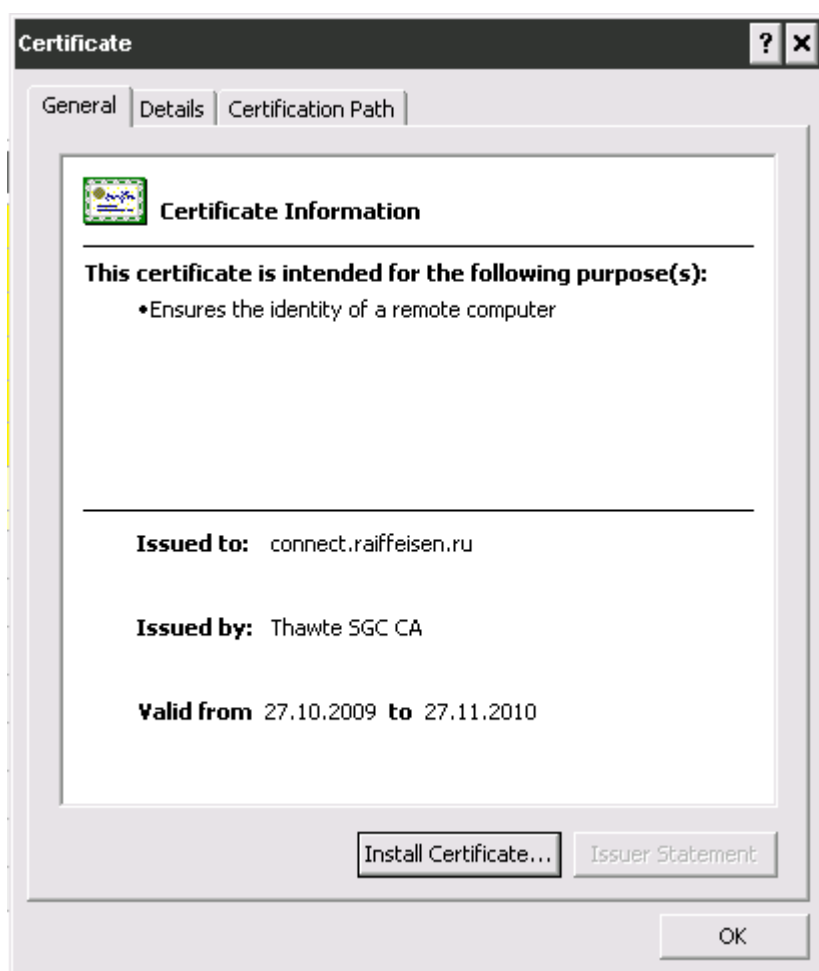 Certificate
General Details Certification Path
Certificate Information
This certificate is intended for the following purpose(s):
•Ensures the identity of a remote computer
Issued to: connect.raiffeisen.ru
Issued by: Thawte SGC CA
Valid from 27.10.2009 to 27.11.2010
Install Certificate... Issuer Statement
OK